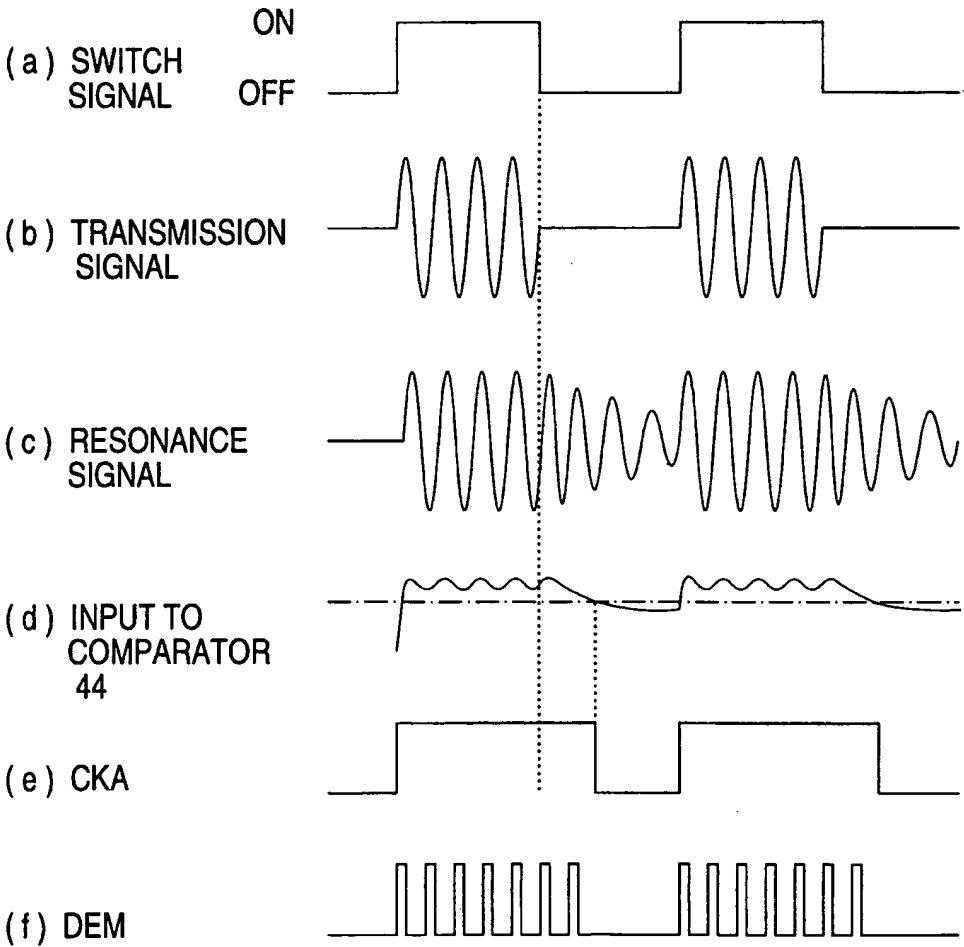 ON
(a) SWITCH
SIGNAL OFF
(b) TRANSMISSION
SIGNAL
(c) RESONANCE
SIGNAL
(d) INPUT TO
COMPARATOR
44
(e) CKA
(f) DEM